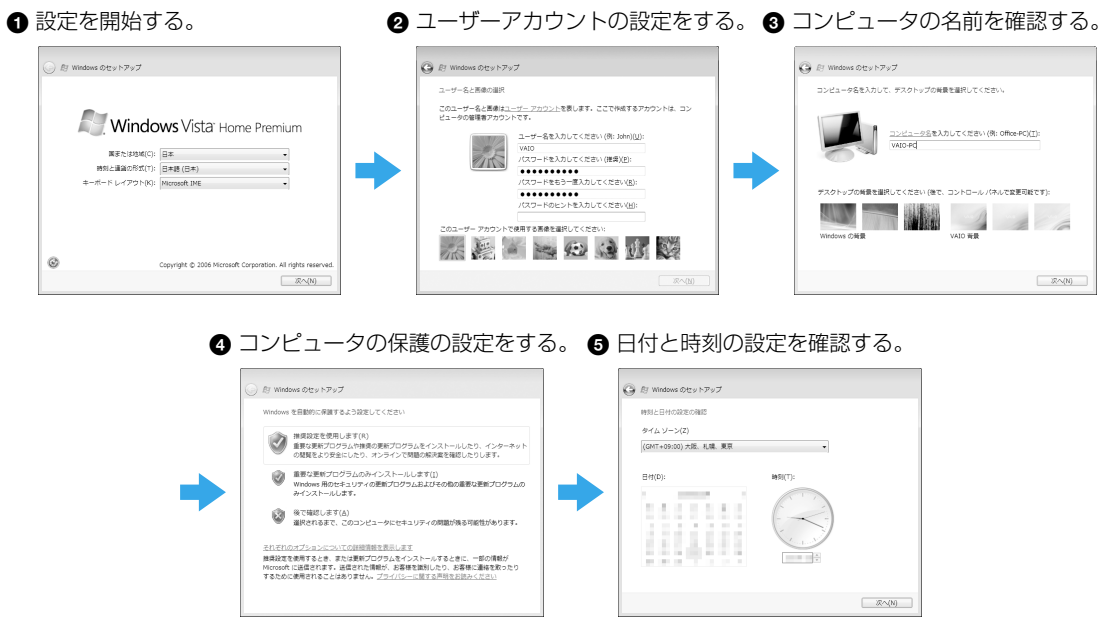 ❶ 設定を開始する。
Windows のセットアップ
Windows Vista Home Premium
国または地域(C): 日本
時刻と通貨の形式(T): 日本語 (日本)
キーボード レイアウト(K): Microsoft IME
Copyright © 2006 Microsoft Corporation. All rights reserved.
次へ(N)
❷ ユーザーアカウントの設定をする。
Windows のセットアップ
ユーザー名と画像の選択
このユーザー名と画像はユーザー アカウントを表します。ここで作成するアカウントは、コン
ピュータの管理者アカウントです。
ユーザー名を入力してください (例: John)(U):
VAIO
パスワードを入力してください (推奨)(P):
●●●●●●●●●●
パスワードをもう一度入力してください(R):
●●●●●●●●●●
パスワードのヒントを入力してください(H):
このユーザー アカウントで使用する画像を選択してください:
次へ(N)
❸ コンピュータの名前を確認する。
Windows のセットアップ
コンピュータ名を入力して、デスクトップの背景を選択してください。
コンピュータ名を入力してください (例: Office-PC)(T):
VAIO-PC
デスクトップの背景を選択してください (後で、コントロール パネルで変更可能です):
Windows の背景
VAIO 背景
次へ(N)
❹ コンピュータの保護の設定をする。
Windows のセットアップ
Windows を自動的に保護するよう設定してください
推奨設定を使用します(R)
重要な更新プログラムや推奨の更新プログラムをインストールしたり、インターネット
の閲覧をより安全にしたり、オンラインで問題の解決策を確認したりします。
重要な更新プログラムのみインストールします(I)
Windows 用のセキュリティの更新プログラムおよびその他の重要な更新プログラムの
みインストールします。
後で確認します(A)
選択されるまで、このコンピュータにセキュリティの問題が残る可能性があります。
それぞれのオプションについての詳細情報を表示します
推奨設定を使用するとき、または更新プログラムをインストールするときに、一部の情報が
Microsoft に送信されます。送信された情報が、お客様を識別したり、お客様に連絡を取ったり
するために使用されることはありません。プライバシーに関する声明をお読みください
❺ 日付と時刻の設定を確認する。
Windows のセットアップ
時刻と日付の設定の確認
タイム ゾーン(Z)
(GMT+09:00) 大阪、札幌、東京
日付(D):
時刻(T):
次へ(N)